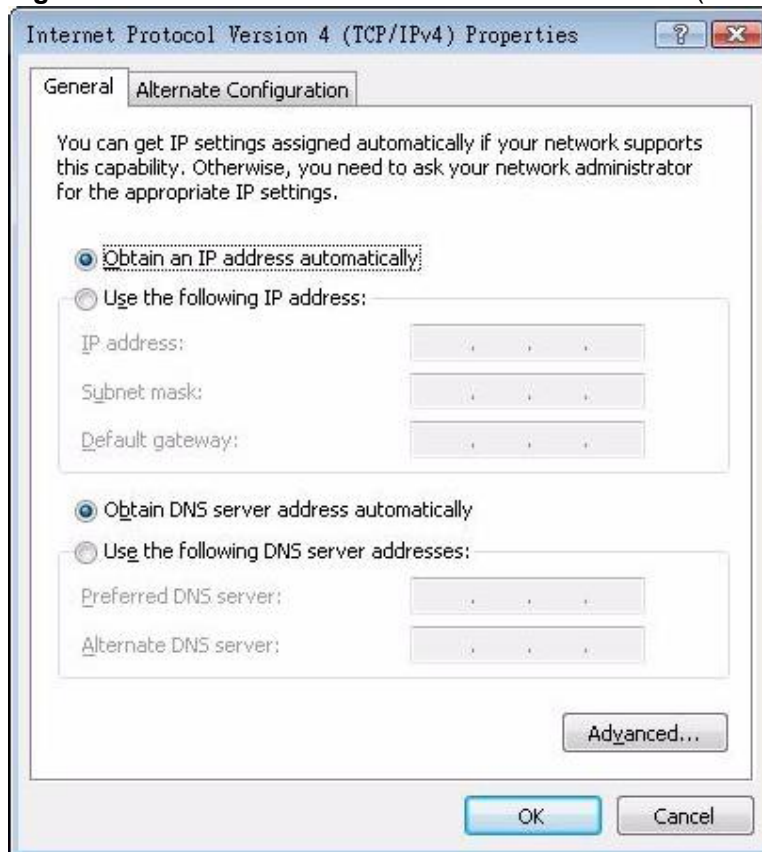 Internet Protocol Version 4 (TCP/IPv4) Properties
General
Alternate Configuration
You can get IP settings assigned automatically if your network supports
this capability. Otherwise, you need to ask your network administrator
for the appropriate IP settings.
Obtain an IP address automatically
Use the following IP address:
IP address:
Subnet mask:
Default gateway:
Obtain DNS server address automatically
Use the following DNS server addresses:
Preferred DNS server:
Alternate DNS server:
Advanced...
OK
Cancel